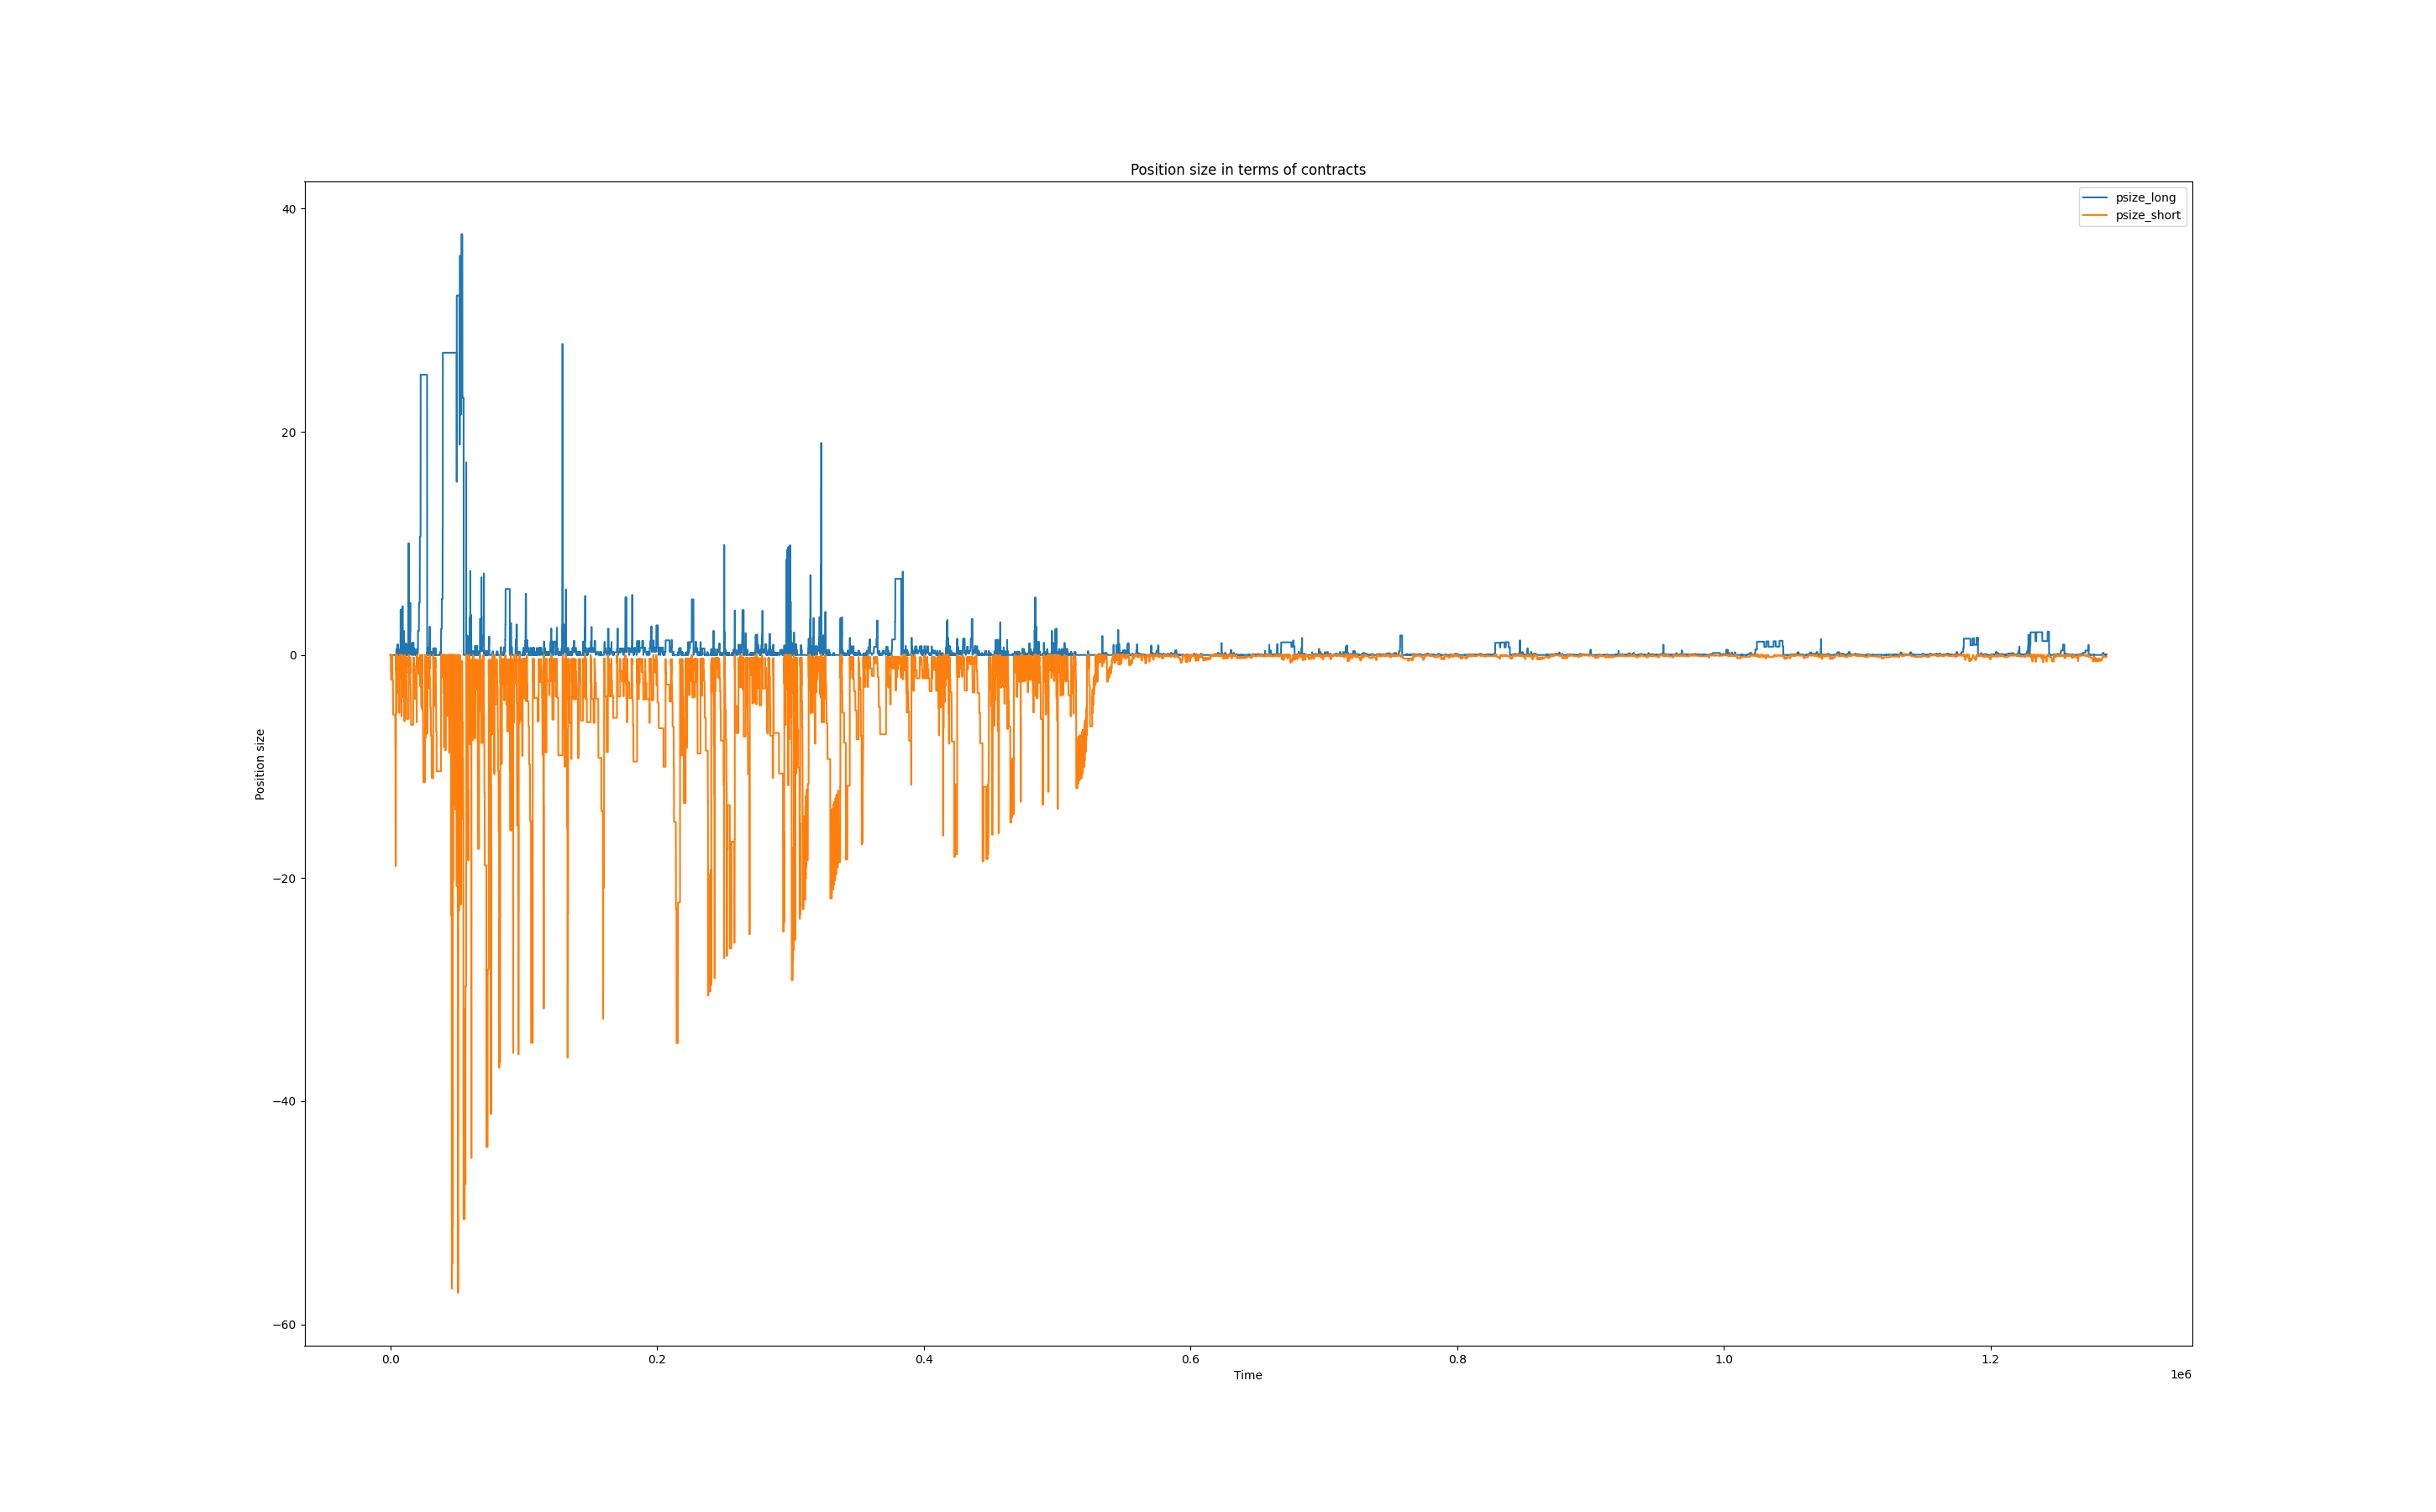 Position size in terms of contracts
psize_long
psize_short
40
20
0
−20
−40
−60
Position size
0.0 0.2 0.4 0.6 0.8 1.0 1.2
1e6
Time